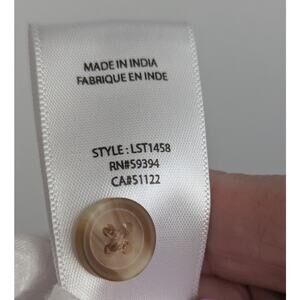 MADE IN INDIA
FABRIQUE EN INDE
STYLE : LST1458
RN#59394
CA#51122